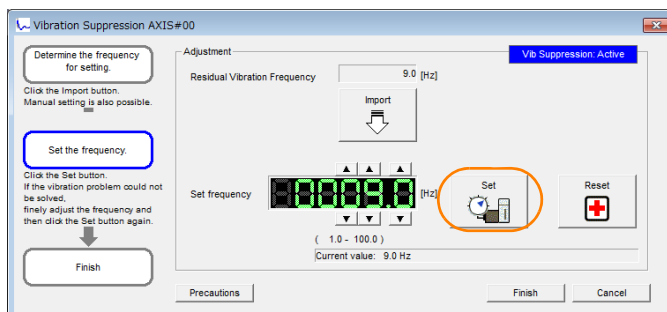 Vibration Suppression AXIS#00
Determine the frequency
for setting.
Click the Import button.
Manual setting is also possible.
Set the frequency.
Click the Set button.
If the vibration problem could not
be solved,
finely adjust the frequency and
then click the Set button again.
Finish
Adjustment
Vib Suppression: Active
Residual Vibration Frequency
9.0 [Hz]
Import
Set frequency
0009.0 [Hz]
Set
Reset
( 1.0 - 100.0 )
Current value: 9.0 Hz
Precautions
Finish
Cancel